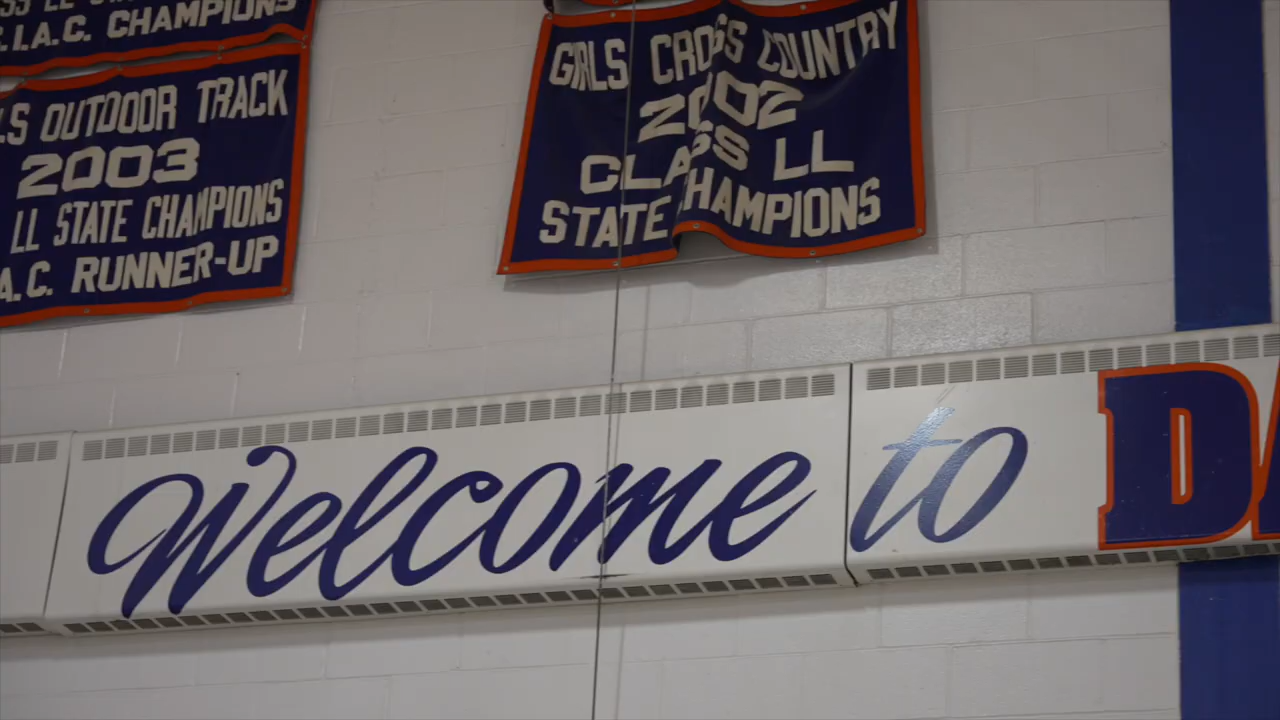 I.A.C. CHAMPIONS
OUTDOOR TRACK
2003
LL STATE CHAMPIONS
A.C. RUNNER-UP
GIRLS CROSS COUNTRY
2002
CLASS LL
STATE CHAMPIONS
Welcome to